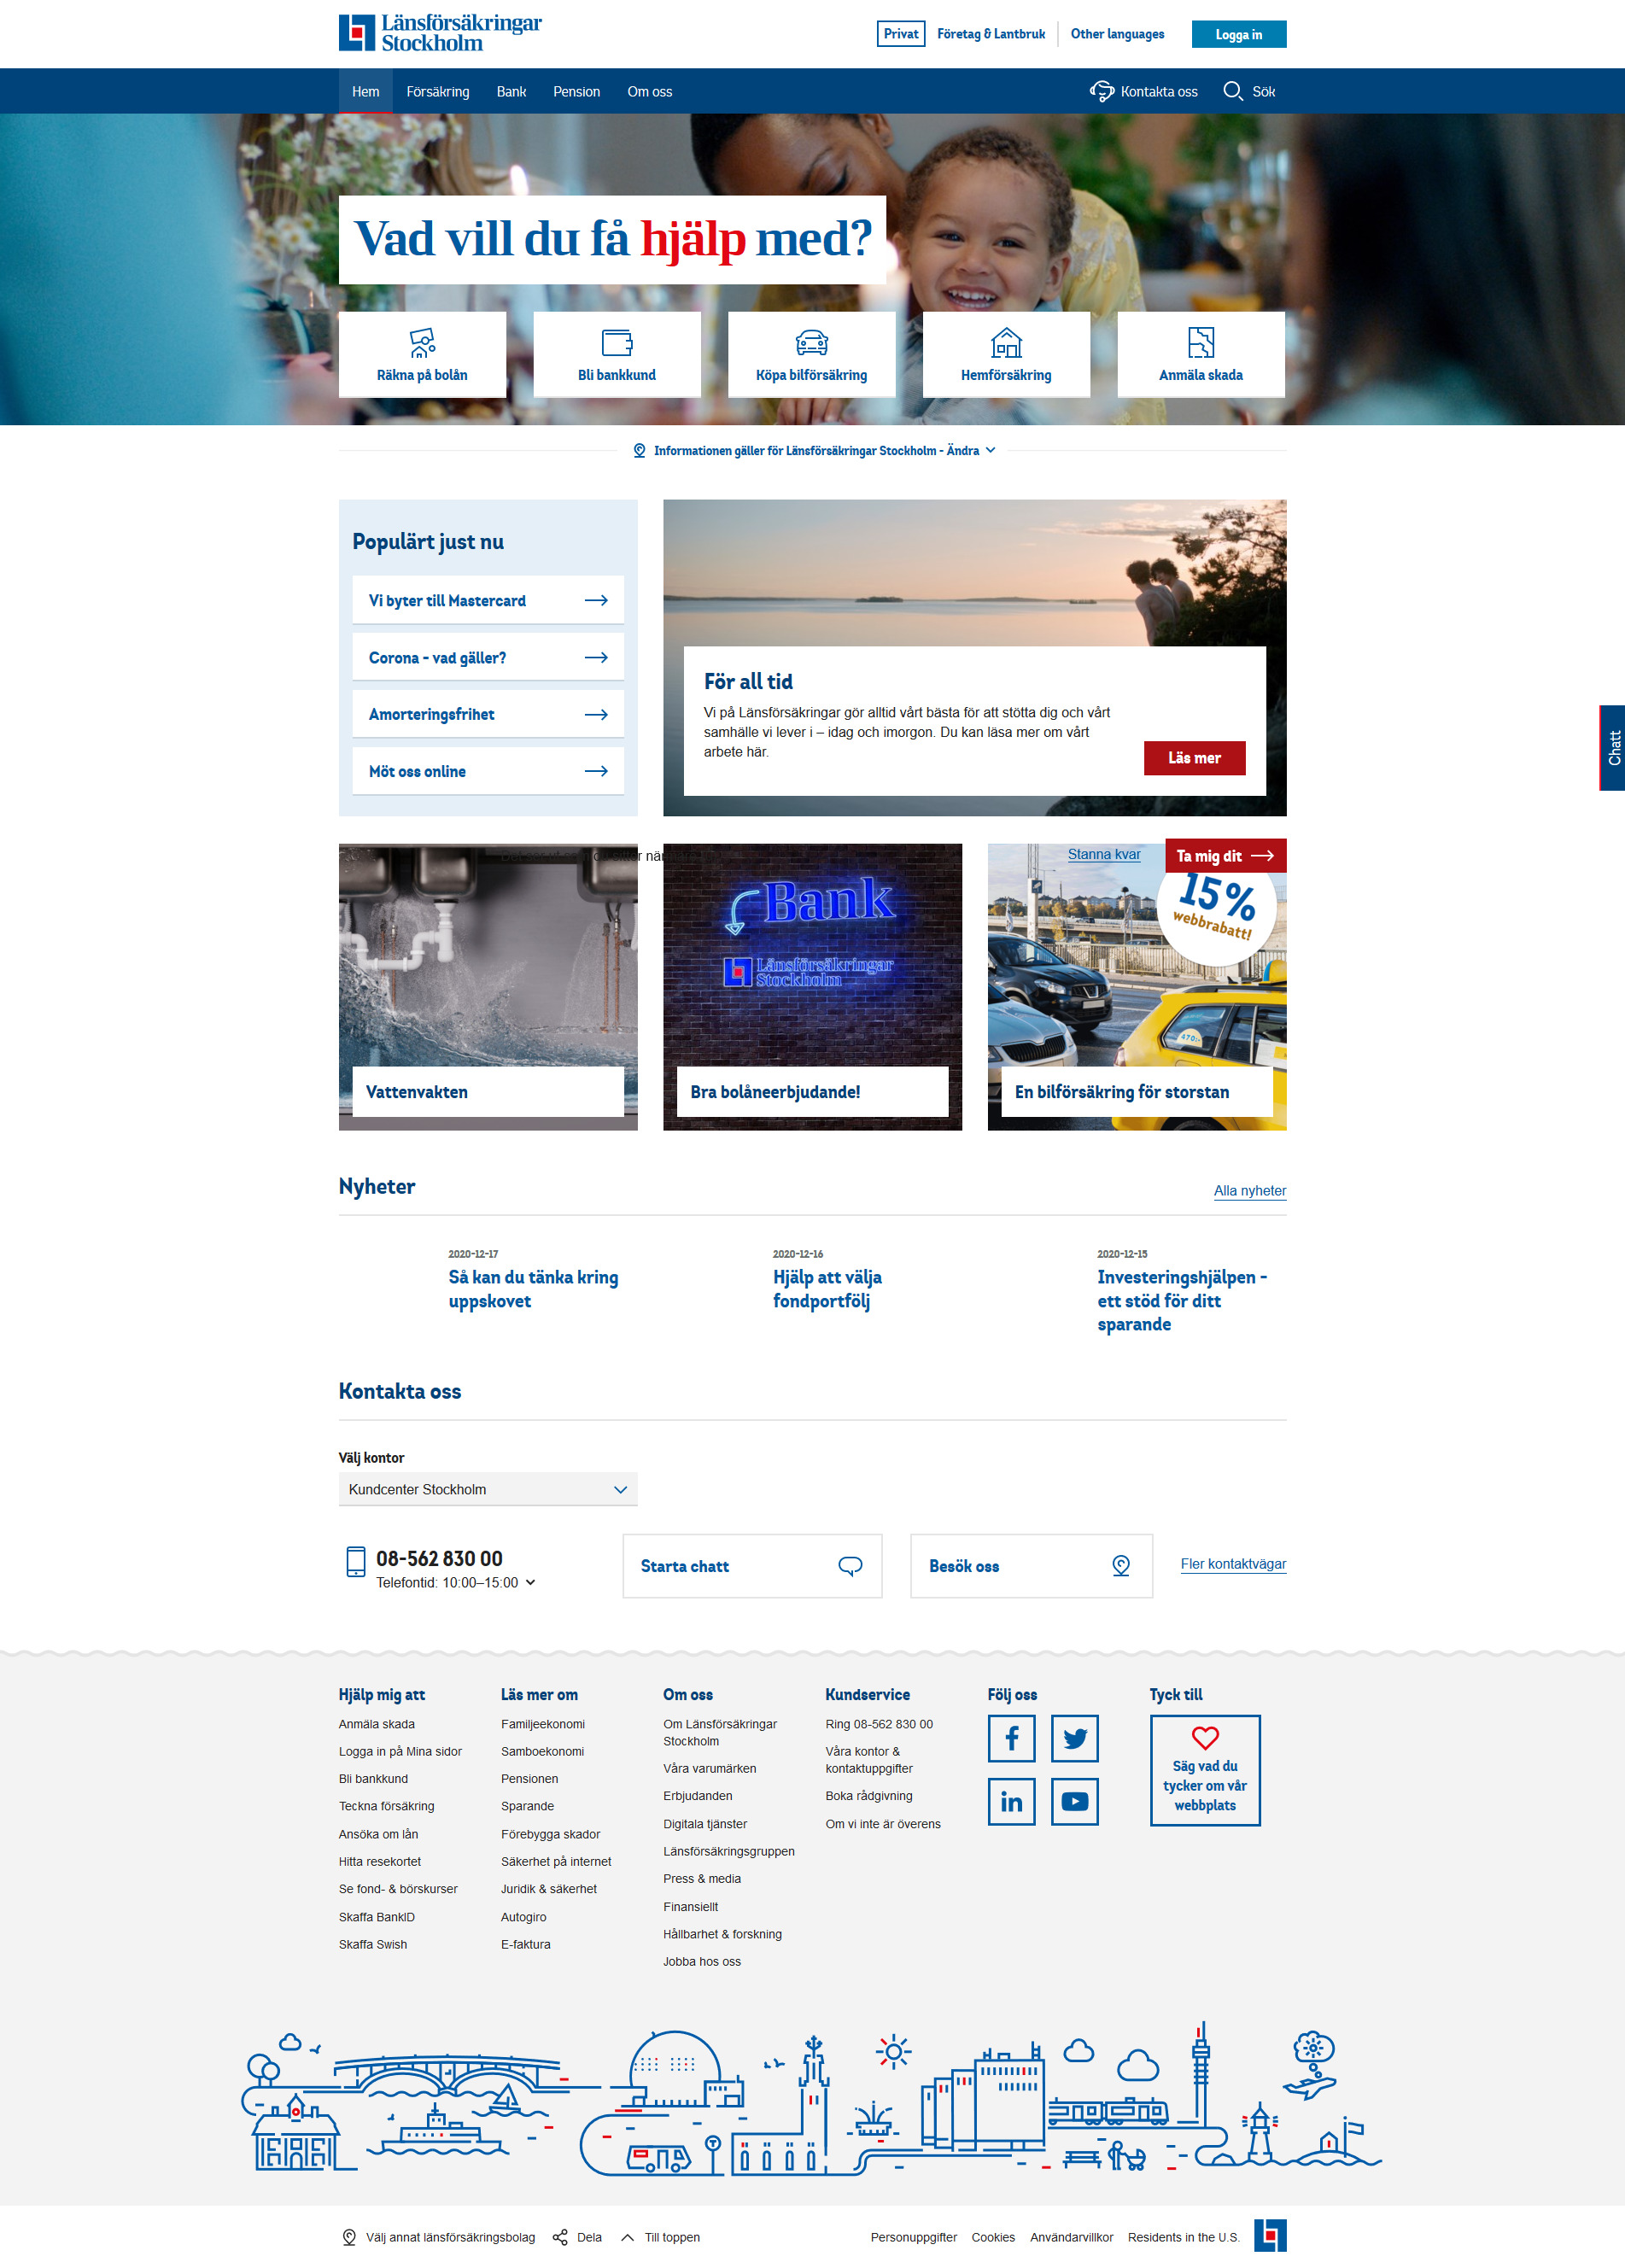 Länsförsäkringar
Stockholm
Privat
Företag & Lantbruk
Other languages
Logga in
Hem
Försäkring
Bank
Pension
Om oss
Kontakta oss
Sök
Vad vill du få hjälp med?
Räkna på bolån
Bli bankkund
Köpa bilförsäkring
Hemförsäkring
Anmäla skada
Informationen gäller för Länsförsäkringar Stockholm - Ändra
Populärt just nu
Vi byter till Mastercard
Corona - vad gäller?
Amorteringsfrihet
Möt oss online
För all tid
Vi på Länsförsäkringar gör alltid vårt bästa för att stötta dig och vårt
samhälle vi lever i – idag och imorgon. Du kan läsa mer om vårt
arbete här.
Läs mer
Chatt
Stanna kvar
Ta mig dit
Vattenvakten
Bank
Länsförsäkringar
Stockholm
Bra bolåneerbjudande!
15%
webbrabatt!
470:-
En bilförsäkring för storstan
Nyheter
Alla nyheter
2020-12-17
Så kan du tänka kring
uppskovet
2020-12-16
Hjälp att välja
fondportfölj
2020-12-15
Investeringshjälpen -
ett stöd för ditt
sparande
Kontakta oss
Välj kontor
Kundcenter Stockholm
08-562 830 00
Telefontid: 10:00–15:00
Starta chatt
Besök oss
Fler kontaktvägar
Hjälp mig att
Anmäla skada
Logga in på Mina sidor
Bli bankkund
Teckna försäkring
Ansöka om lån
Hitta resekortet
Se fond- & börskurser
Skaffa BankID
Skaffa Swish
Läs mer om
Familjeekonomi
Samboekonomi
Pensionen
Sparande
Förebygga skador
Säkerhet på internet
Juridik & säkerhet
Autogiro
E-faktura
Om oss
Om Länsförsäkringar
Stockholm
Våra varumärken
Erbjudanden
Digitala tjänster
Länsförsäkringsgruppen
Press & media
Finansiellt
Hållbarhet & forskning
Jobba hos oss
Kundservice
Ring 08-562 830 00
Våra kontor &
kontaktuppgifter
Boka rådgivning
Om vi inte är överens
Följ oss
Tyck till
Säg vad du
tycker om vår
webbplats
T
Välj annat länsförsäkringsbolag
Dela
Till toppen
Personuppgifter
Cookies
Användarvillkor
Residents in the U.S.